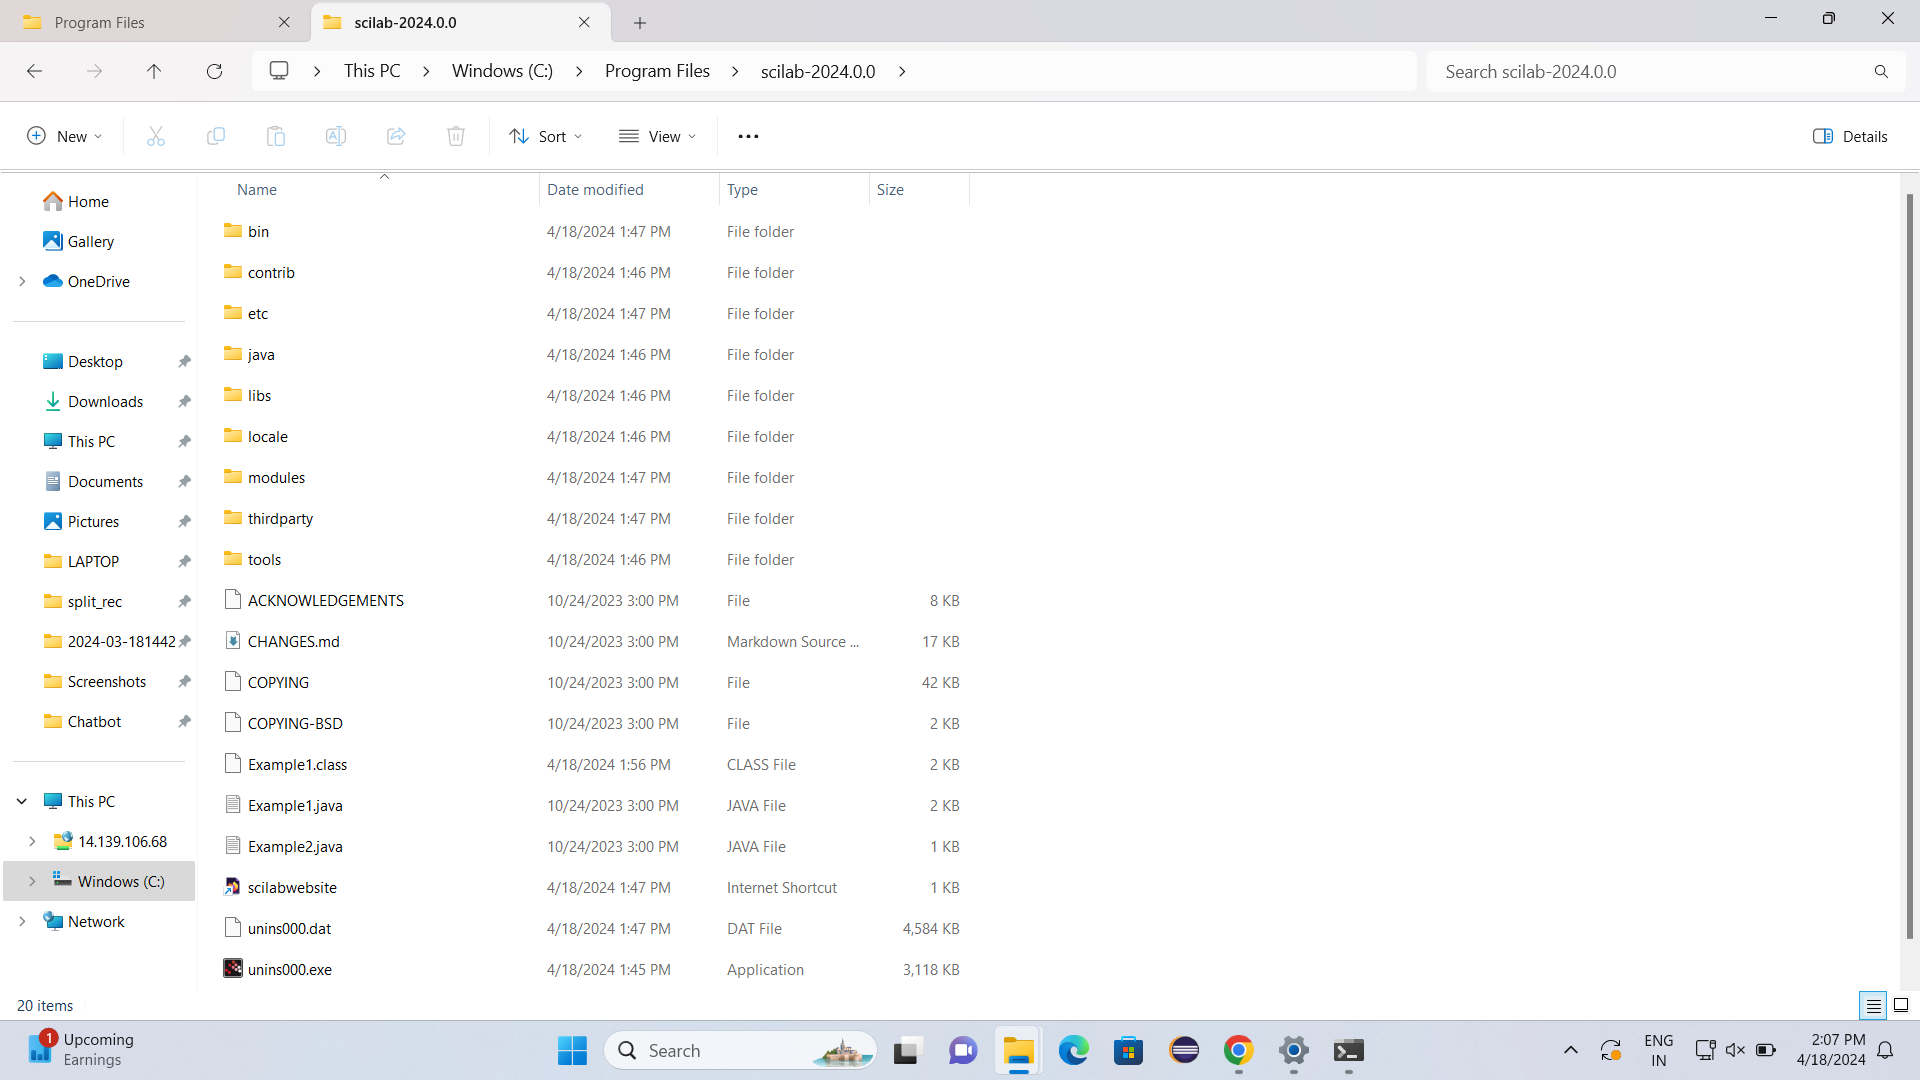 Program Files
scilab-2024.0.0
This PC
Windows (C:)
Program Files
scilab-2024.0.0
Search scilab-2024.0.0
New
Sort
View
Details
Name Date modified Type Size
Home
Gallery
OneDrive
Desktop
Downloads
This PC
Documents
Pictures
LAPTOP
split_rec
2024-03-181442
Screenshots
Chatbot
This PC
14.139.106.68
Windows (C:)
Network
bin 4/18/2024 1:47 PM File folder
contrib 4/18/2024 1:46 PM File folder
etc 4/18/2024 1:47 PM File folder
java 4/18/2024 1:46 PM File folder
libs 4/18/2024 1:46 PM File folder
locale 4/18/2024 1:46 PM File folder
modules 4/18/2024 1:47 PM File folder
thirdparty 4/18/2024 1:47 PM File folder
tools 4/18/2024 1:46 PM File folder
ACKNOWLEDGEMENTS 10/24/2023 3:00 PM File 8 KB
CHANGES.md 10/24/2023 3:00 PM Markdown Source ... 17 KB
COPYING 10/24/2023 3:00 PM File 42 KB
COPYING-BSD 10/24/2023 3:00 PM File 2 KB
Example1.class 4/18/2024 1:56 PM CLASS File 2 KB
Example1.java 10/24/2023 3:00 PM JAVA File 2 KB
Example2.java 10/24/2023 3:00 PM JAVA File 1 KB
scilabwebsite 4/18/2024 1:47 PM Internet Shortcut 1 KB
unins000.dat 4/18/2024 1:47 PM DAT File 4,584 KB
unins000.exe 4/18/2024 1:45 PM Application 3,118 KB
20 items
1
Upcoming
Earnings
Search
ENG
IN
2:07 PM
4/18/2024